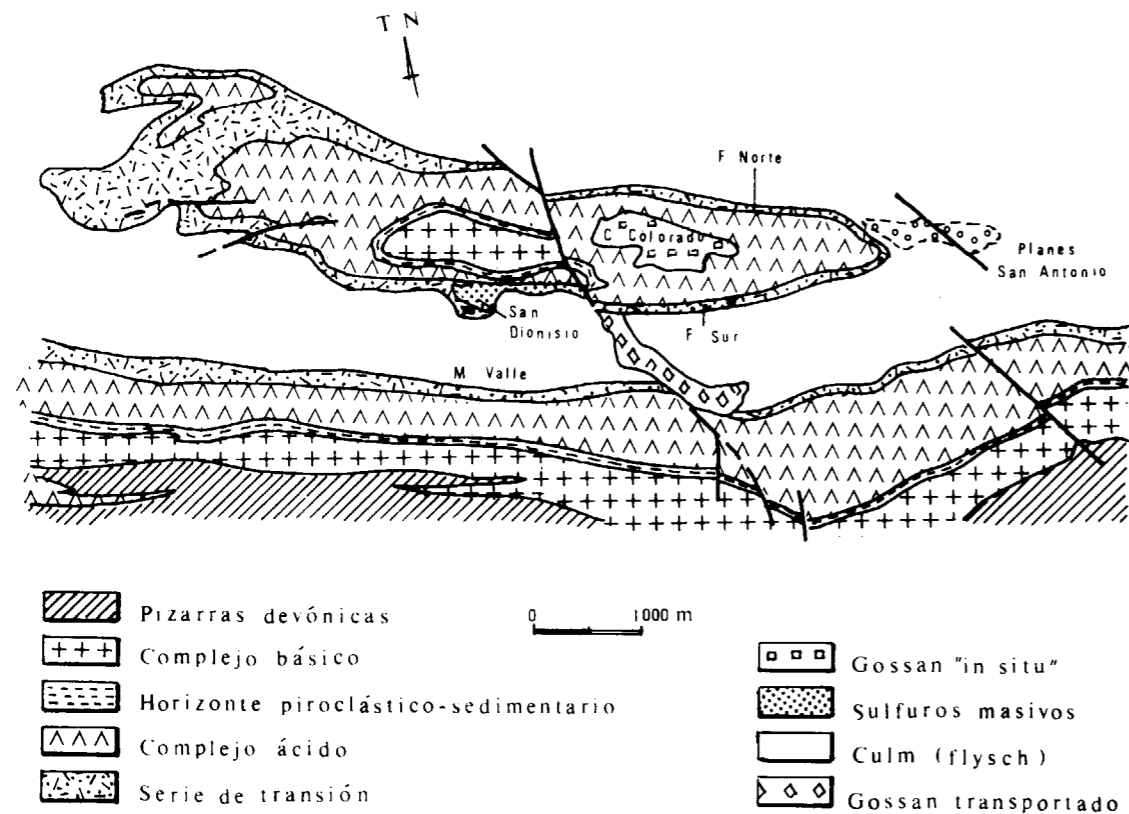 T N
F Norte
C. Colorado
Planes
San Antonio
San
Dionisio
F Sur
M. Valle
Pizarras devónicas
Complejo básico
Horizonte piroclástico-sedimentario
Complejo ácido
Serie de transión
0 1000 m
Gossan "in situ"
Sulfuros masivos
Culm (flysch)
Gossan transportado